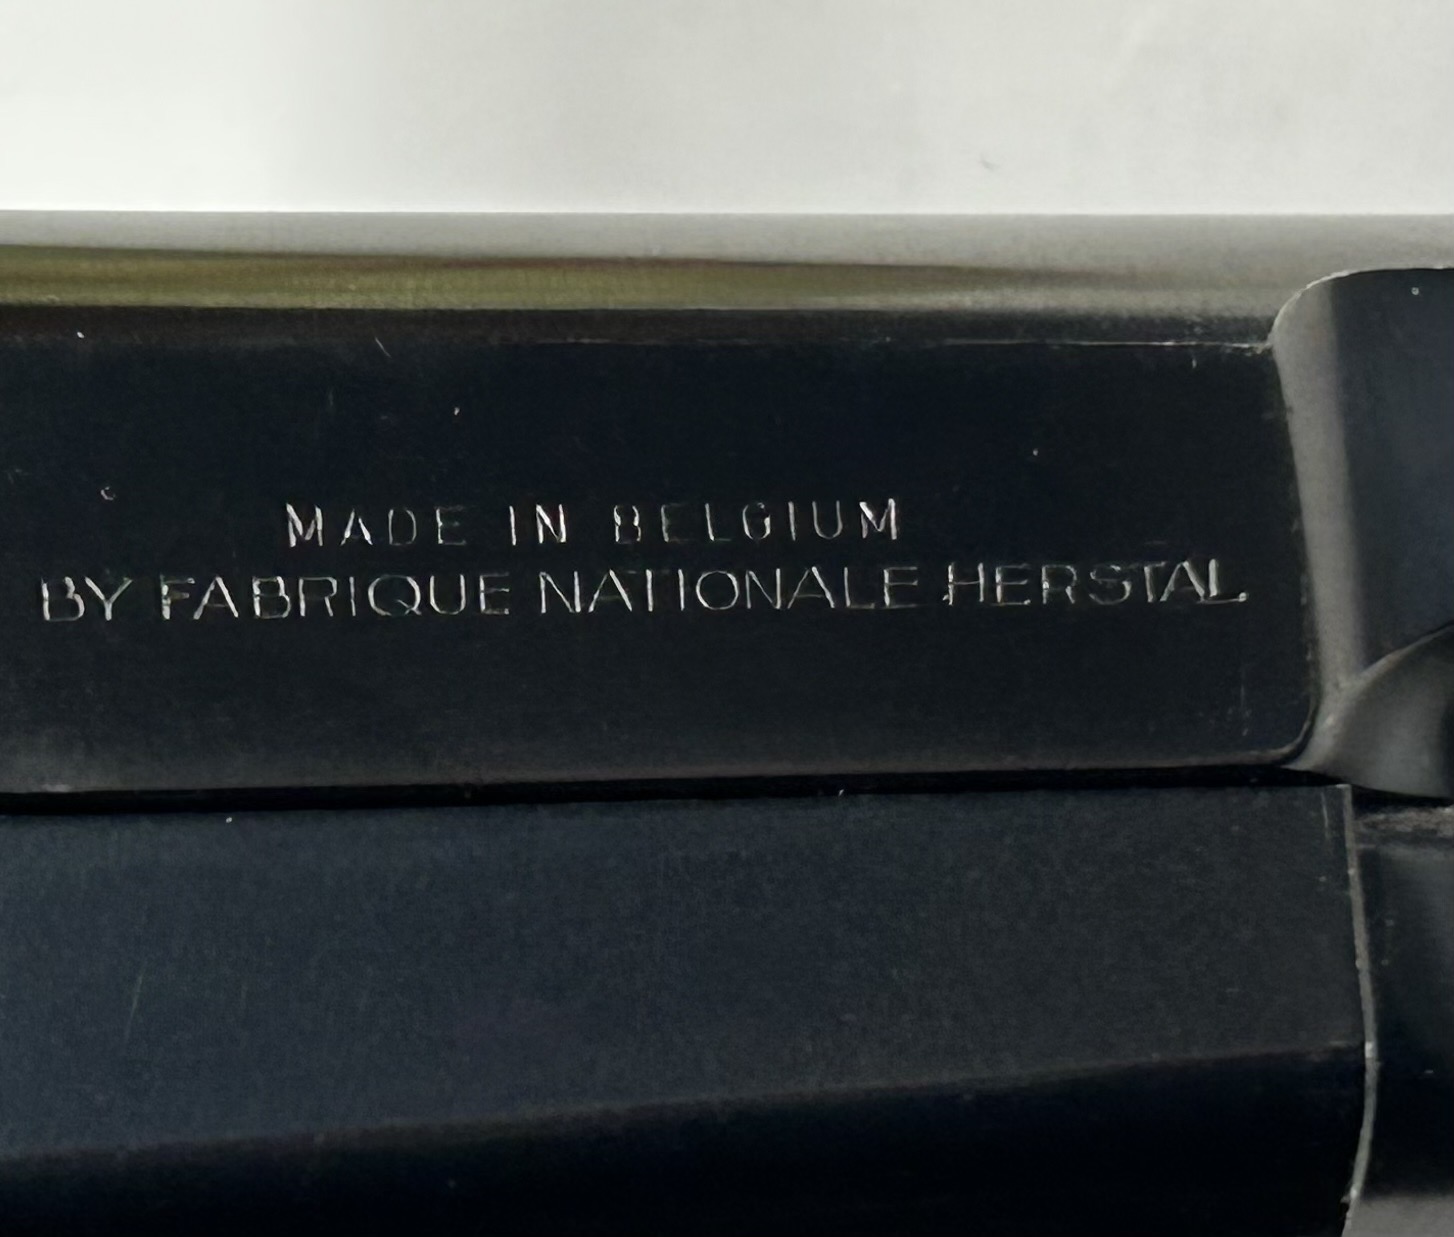 MADE IN BELGIUM
BY FABRIQUE NATIONALE HERSTAL